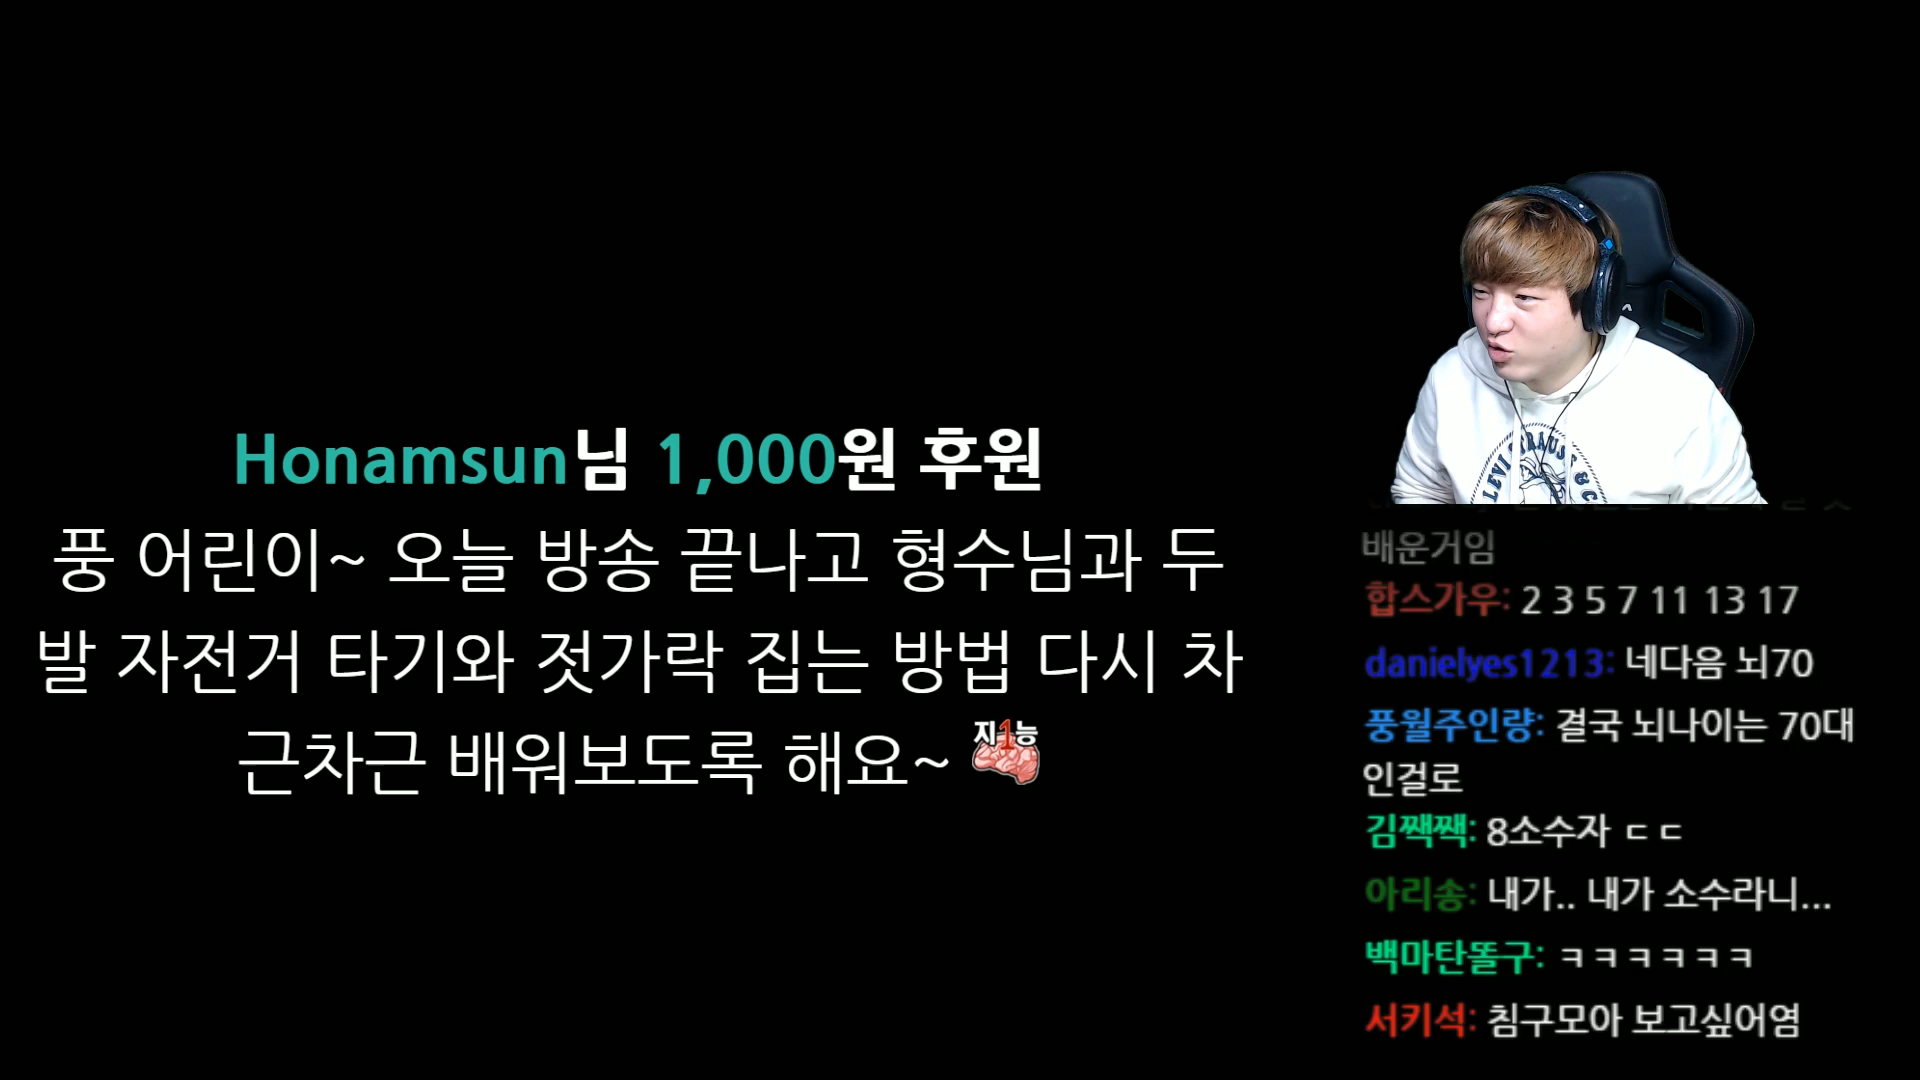 Honamsun님 1,000원 후원
풍 어린이~ 오늘 방송 끝나고 형수님과 두
발 자전거 타기와 젓가락 집는 방법 다시 차
근차근 배워보도록 해요~
지1능
LEVI STRAUSS & C
배운거임
합스가우: 2 3 5 7 11 13 17
danielyes1213: 네다음 뇌70
풍월주인량: 결국 뇌나이는 70대
인걸로
김짹짹: 8소수자 ㄷㄷ
아리송: 내가.. 내가 소수라니...
백마탄똘구: ㅋㅋㅋㅋㅋㅋ
서키석: 침구모아 보고싶어염